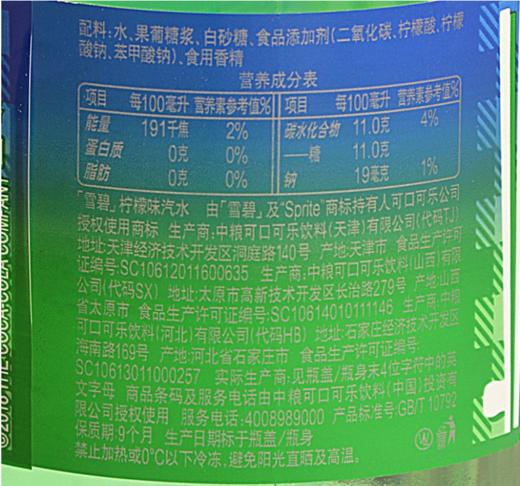 配料:水、果葡糖浆、白砂糖、食品添加剂(二氧化碳、柠檬酸、柠檬
酸钠、苯甲酸钠)、食用香精
营养成分表
项目 每100毫升 营养素参考值% 项目 每100毫升 营养素参考值%
能量 191千焦 2% 碳水化合物 11.0克 4%
蛋白质 0克 0% ——糖 11.0克
脂肪 0克 0% 钠 19毫克 1%
「雪碧」柠檬味汽水 由「雪碧」及“Sprite”商标持有人可口可乐公司
授权使用商标 生产商:中粮可口可乐饮料(天津)有限公司(代码TJ)
地址:天津经济技术开发区洞庭路140号 产地:天津市 食品生产许可
证编号:SC10612011600635 生产商:中粮可口可乐饮料(山西)有限
公司(代码SX) 地址:太原市高新技术开发区长治路279号 产地:山西
省太原市 食品生产许可证编号:SC10614010111146 生产商:中粮
可口可乐饮料(河北)有限公司(代码HB) 地址:石家庄经济技术开发区
海南路169号 产地:河北省石家庄市 食品生产许可证编号:
SC10613011000257 实际生产商:见瓶盖/瓶身末4位字符中的英
文字母 商品条码及服务电话由中粮可口可乐饮料(中国)投资有
限公司授权使用 服务电话:4008989000 产品标准号:GB/T 10792
保质期:9个月 生产日期标于瓶盖/瓶身
禁止加热或0°C以下冷冻,避免阳光直晒及高温。